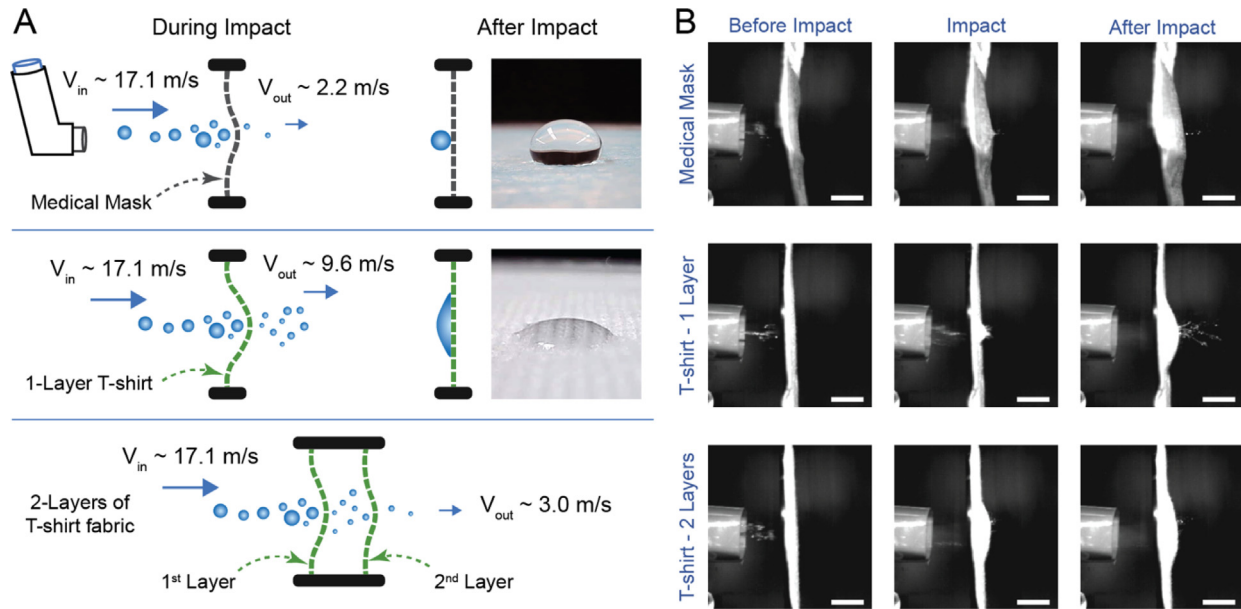 A
During Impact
After Impact
V_in ~ 17.1 m/s
V_out ~ 2.2 m/s
Medical Mask
V_in ~ 17.1 m/s
V_out ~ 9.6 m/s
1-Layer T-shirt
V_in ~ 17.1 m/s
2-Layers of
T-shirt fabric
V_out ~ 3.0 m/s
1st Layer
2nd Layer
B
Before Impact
Impact
After Impact
Medical Mask
T-shirt - 1 Layer
T-shirt - 2 Layers